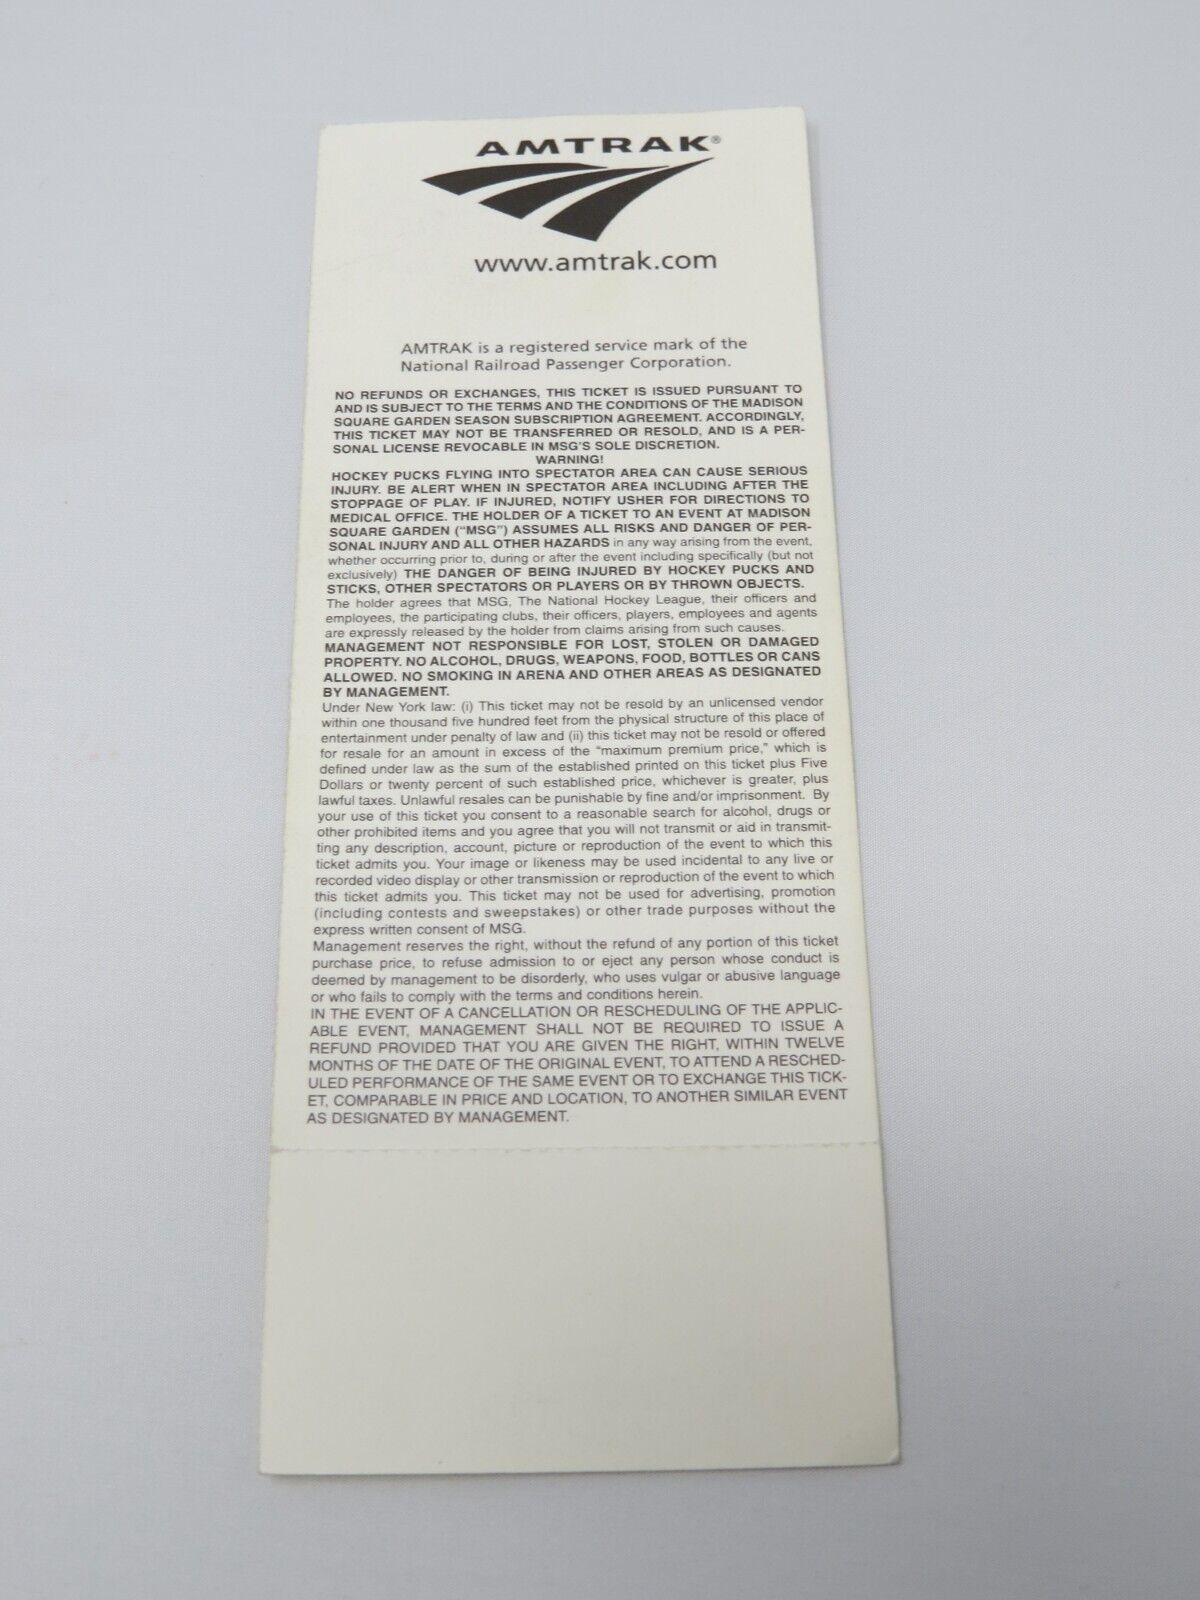 AMTRAK®
www.amtrak.com
AMTRAK is a registered service mark of the
National Railroad Passenger Corporation.
NO REFUNDS OR EXCHANGES, THIS TICKET IS ISSUED PURSUANT TO
AND IS SUBJECT TO THE TERMS AND THE CONDITIONS OF THE MADISON
SQUARE GARDEN SEASON SUBSCRIPTION AGREEMENT. ACCORDINGLY,
THIS TICKET MAY NOT BE TRANSFERRED OR RESOLD, AND IS A PER-
SONAL LICENSE REVOCABLE IN MSG'S SOLE DISCRETION.
WARNING!
HOCKEY PUCKS FLYING INTO SPECTATOR AREA CAN CAUSE SERIOUS
INJURY. BE ALERT WHEN IN SPECTATOR AREA INCLUDING AFTER THE
STOPPAGE OF PLAY. IF INJURED, NOTIFY USHER FOR DIRECTIONS TO
MEDICAL OFFICE. THE HOLDER OF A TICKET TO AN EVENT AT MADISON
SQUARE GARDEN ("MSG") ASSUMES ALL RISKS AND DANGER OF PER-
SONAL INJURY AND ALL OTHER HAZARDS in any way arising from the event,
whether occurring prior to, during or after the event including specifically (but not
exclusively) THE DANGER OF BEING INJURED BY HOCKEY PUCKS AND
STICKS, OTHER SPECTATORS OR PLAYERS OR BY THROWN OBJECTS.
The holder agrees that MSG, The National Hockey League, their officers and
employees, the participating clubs, their officers, players, employees and agents
are expressly released by the holder from claims arising from such causes.
MANAGEMENT NOT RESPONSIBLE FOR LOST, STOLEN OR DAMAGED
PROPERTY. NO ALCOHOL, DRUGS, WEAPONS, FOOD, BOTTLES OR CANS
ALLOWED. NO SMOKING IN ARENA AND OTHER AREAS AS DESIGNATED
BY MANAGEMENT.
Under New York law: (i) This ticket may not be resold by an unlicensed vendor
within one thousand five hundred feet from the physical structure of this place of
entertainment under penalty of law and (ii) this ticket may not be resold or offered
for resale for an amount in excess of the "maximum premium price," which is
defined under law as the sum of the established printed on this ticket plus Five
Dollars or twenty percent of such established price, whichever is greater, plus
lawful taxes. Unlawful resales can be punishable by fine and/or imprisonment. By
your use of this ticket you consent to a reasonable search for alcohol, drugs or
other prohibited items and you agree that you will not transmit or aid in transmit-
ting any description, account, picture or reproduction of the event to which this
ticket admits you. Your image or likeness may be used incidental to any live or
recorded video display or other transmission or reproduction of the event to which
this ticket admits you. This ticket may not be used for advertising, promotion
(including contests and sweepstakes) or other trade purposes without the
express written consent of MSG.
Management reserves the right, without the refund of any portion of this ticket
purchase price, to refuse admission to or eject any person whose conduct is
deemed by management to be disorderly, who uses vulgar or abusive language
or who fails to comply with the terms and conditions herein.
IN THE EVENT OF A CANCELLATION OR RESCHEDULING OF THE APPLIC-
ABLE EVENT, MANAGEMENT SHALL NOT BE REQUIRED TO ISSUE A
REFUND PROVIDED THAT YOU ARE GIVEN THE RIGHT, WITHIN TWELVE
MONTHS OF THE DATE OF THE ORIGINAL EVENT, TO ATTEND A RESCHED-
ULED PERFORMANCE OF THE SAME EVENT OR TO EXCHANGE THIS TICK-
ET, COMPARABLE IN PRICE AND LOCATION, TO ANOTHER SIMILAR EVENT
AS DESIGNATED BY MANAGEMENT.